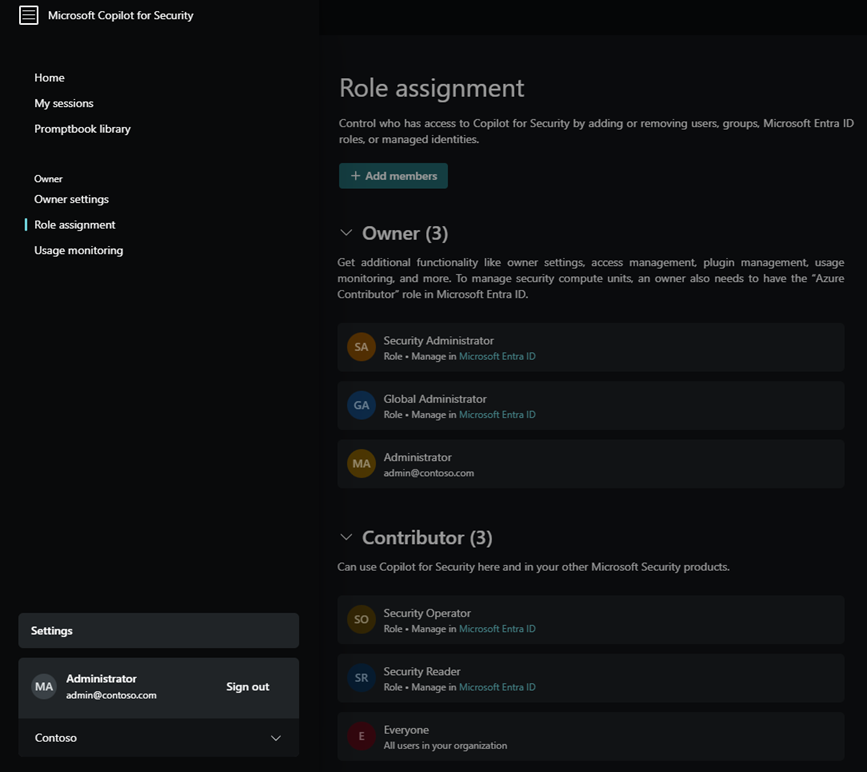 Microsoft Copilot for Security
Home
My sessions
Promptbook library
Owner
Owner settings
Role assignment
Usage monitoring
Settings
MA
Administrator
admin@contoso.com
Sign out
Contoso
Role assignment
Control who has access to Copilot for Security by adding or removing users, groups, Microsoft Entra ID
roles, or managed identities.
+ Add members
Owner (3)
Get additional functionality like owner settings, access management, plugin management, usage
monitoring, and more. To manage security compute units, an owner also needs to have the “Azure
Contributor” role in Microsoft Entra ID.
SA
Security Administrator
Role • Manage in Microsoft Entra ID
GA
Global Administrator
Role • Manage in Microsoft Entra ID
MA
Administrator
admin@contoso.com
Contributor (3)
Can use Copilot for Security here and in your other Microsoft Security products.
SO
Security Operator
Role • Manage in Microsoft Entra ID
SR
Security Reader
Role • Manage in Microsoft Entra ID
E
Everyone
All users in your organization